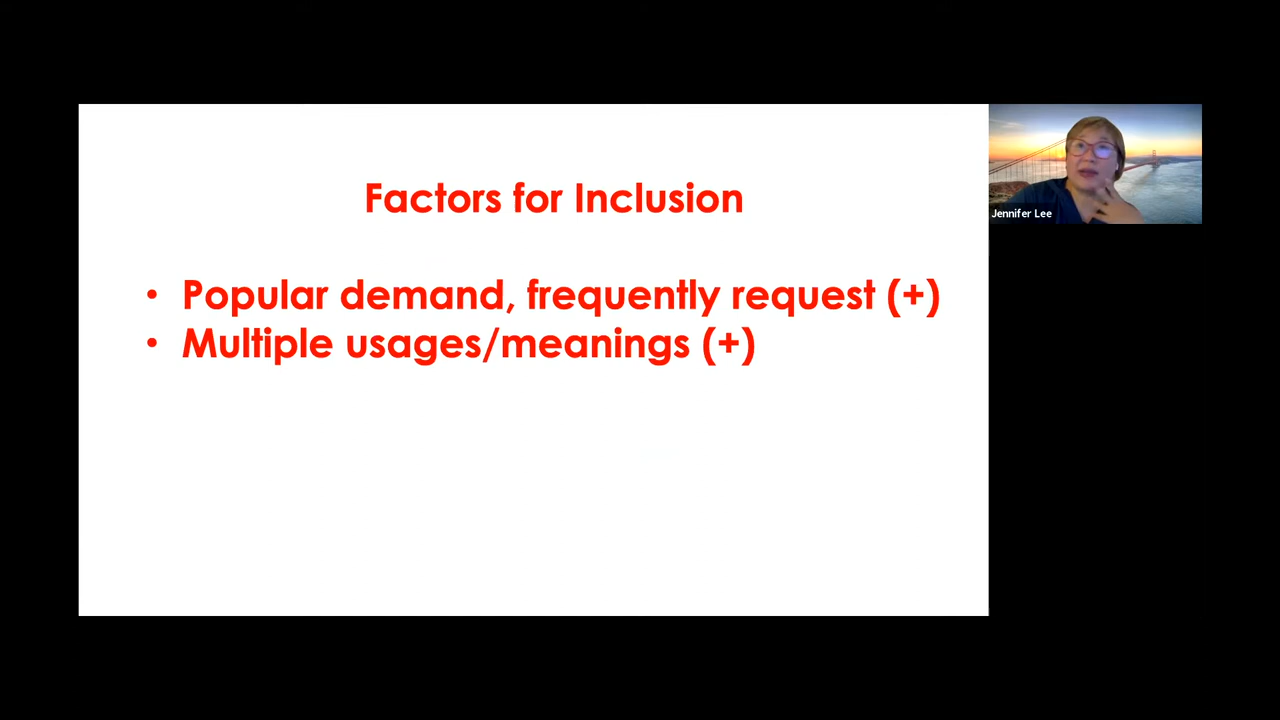 Factors for Inclusion
• Popular demand, frequently request (+)
• Multiple usages/meanings (+)
Jennifer Lee